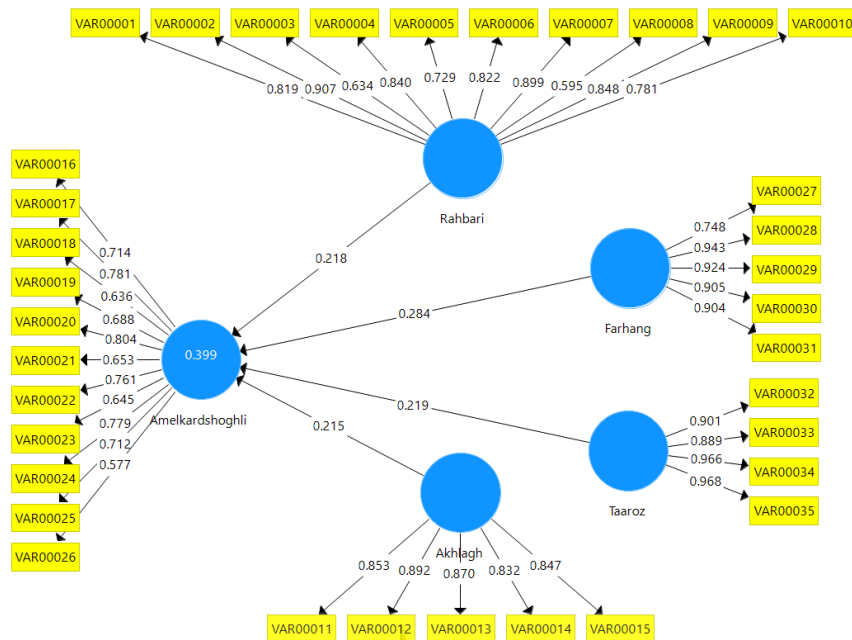 VAR00001 VAR00002 VAR00003 VAR00004 VAR00005 VAR00006 VAR00007 VAR00008 VAR00009 VAR00010
0.819 0.907 0.634 0.840 0.729 0.822 0.899 0.595 0.848 0.781
Rahbari
VAR00016
VAR00017
VAR00018
VAR00019
VAR00020
VAR00021
VAR00022
VAR00023
VAR00024
VAR00025
VAR00026
0.714
0.781
0.636
0.688
0.804
0.653
0.761
0.645
0.779
0.712
0.577
0.399
Amelkardshoghli
0.218
0.284
0.219
0.215
Farhang
0.748
0.943
0.924
0.905
0.904
VAR00027
VAR00028
VAR00029
VAR00030
VAR00031
Taaroz
0.901
0.889
0.966
0.968
VAR00032
VAR00033
VAR00034
VAR00035
Akhlagh
0.853 0.892 0.870 0.832 0.847
VAR00011 VAR00012 VAR00013 VAR00014 VAR00015